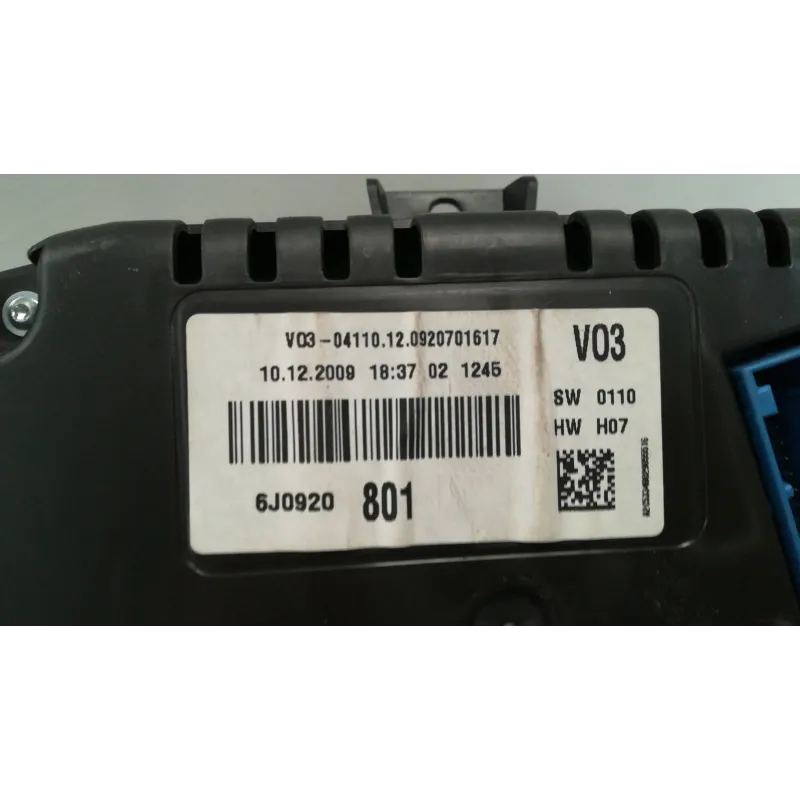 V03-04110.12.0920701617
10.12.2009 18:37 02 1245
6J0920 801
V03
SW 0110
HW H07